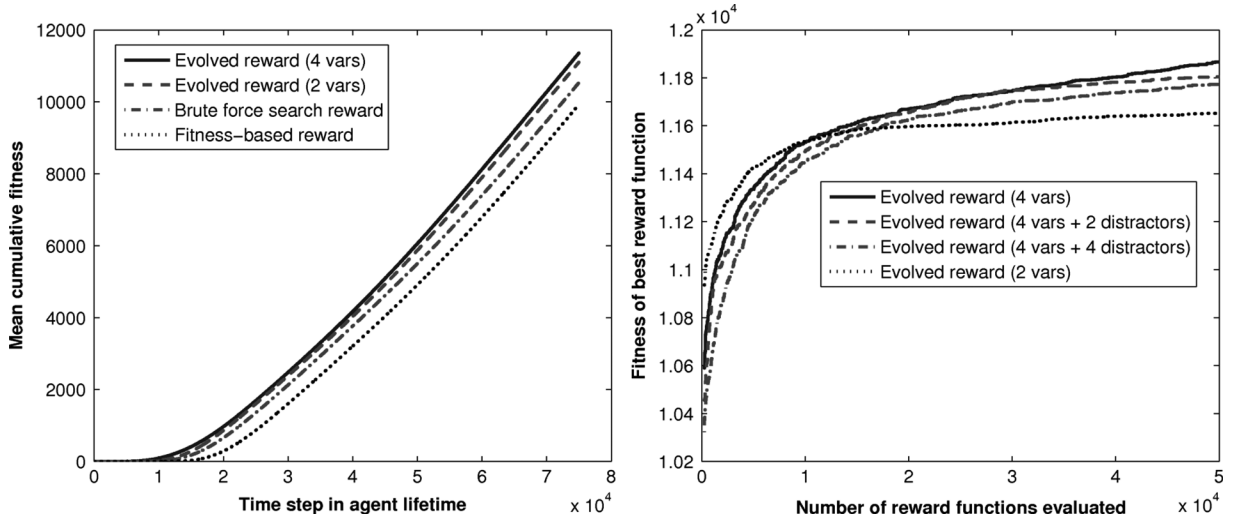 12000
10000
8000
6000
4000
2000
0
Mean cumulative fitness
Evolved reward (4 vars)
Evolved reward (2 vars)
Brute force search reward
Fitness−based reward
0 1 2 3 4 5 6 7 8
x 10^4
Time step in agent lifetime
1.2 x 10^4
1.18
1.16
1.14
1.12
1.1
1.08
1.06
1.04
1.02
Fitness of best reward function
Evolved reward (4 vars)
Evolved reward (4 vars + 2 distractors)
Evolved reward (4 vars + 4 distractors)
Evolved reward (2 vars)
0 1 2 3 4 5
x 10^4
Number of reward functions evaluated